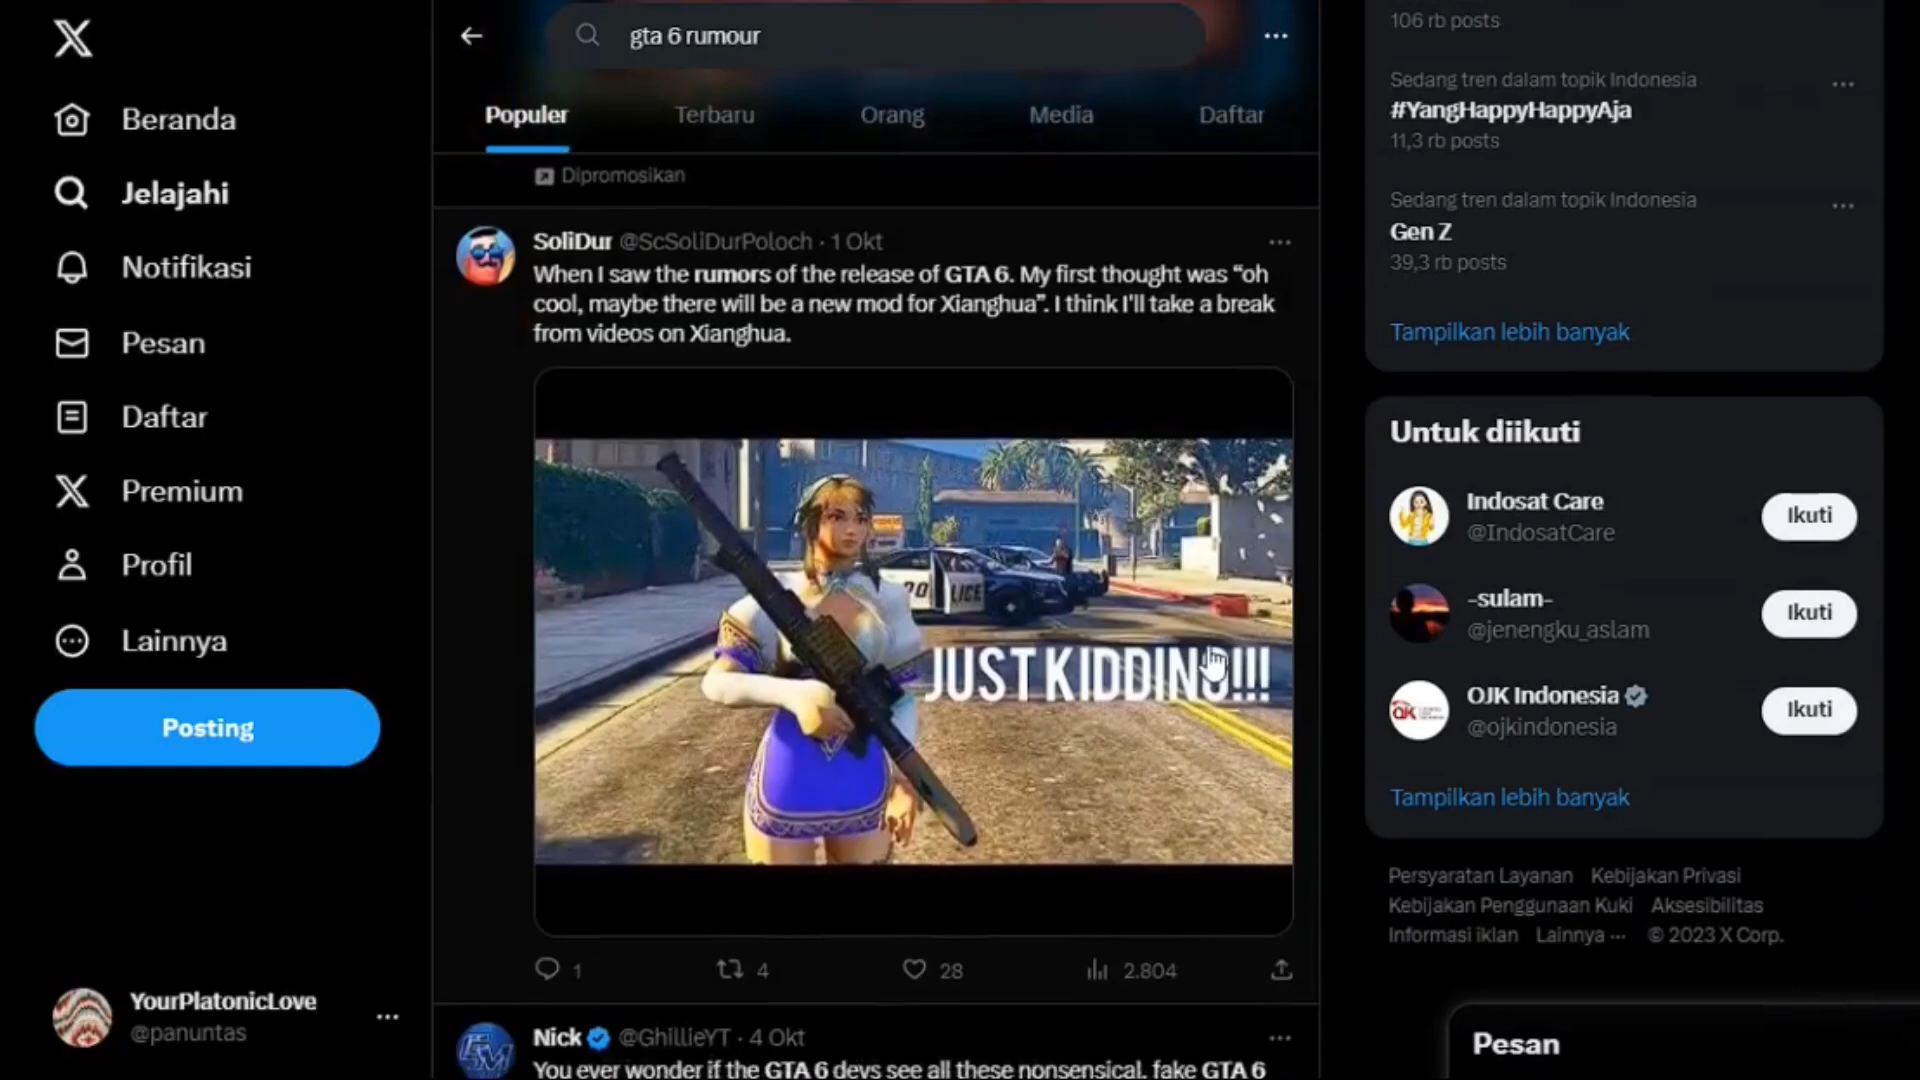 Beranda
Jelajahi
Notifikasi
Pesan
Daftar
Premium
Profil
Lainnya
Posting
YourPlatonicLove
@panuntas
gta 6 rumour
Populer Terbaru Orang Media Daftar
Dipromosikan
SoliDur @ScSoliDurPoloch · 1 Okt
When I saw the rumors of the release of GTA 6. My first thought was “oh
cool, maybe there will be a new mod for Xianghua”. I think I'll take a break
from videos on Xianghua.
POLICE
JUST KIDDING!!!
1 4 28 2.804
Nick @GhillieYT · 4 Okt
You ever wonder if the GTA 6 devs see all these nonsensical, fake GTA 6
106 rb posts
Sedang tren dalam topik Indonesia
#YangHappyHappyAja
11,3 rb posts
Sedang tren dalam topik Indonesia
Gen Z
39,3 rb posts
Tampilkan lebih banyak
Untuk diikuti
Indosat Care
@IndosatCare
Ikuti
-sulam-
@jenengku_aslam
Ikuti
OJK Indonesia
@ojkindonesia
Ikuti
Tampilkan lebih banyak
Persyaratan Layanan Kebijakan Privasi
Kebijakan Penggunaan Kuki Aksesibilitas
Informasi iklan Lainnya ··· © 2023 X Corp.
Pesan